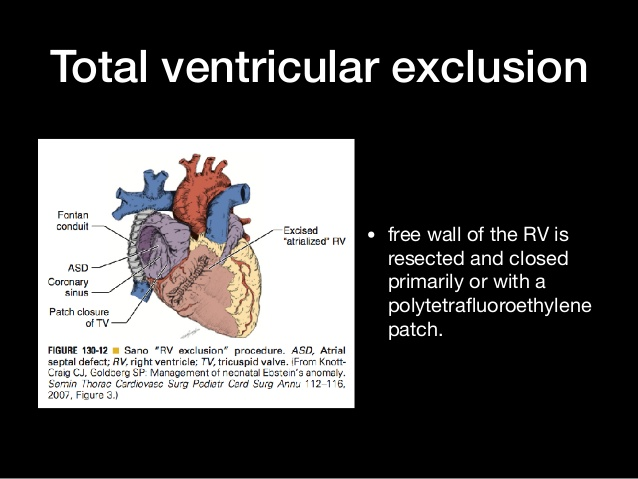 Total ventricular exclusion
Fontan
conduit
ASD
Coronary
sinus
Patch closure
of TV
Excised
"atrialized" RV
FIGURE 130-12 ■ Sano "RV exclusion" procedure. ASD, Atrial
septal defect; RV, right ventricle; TV, tricuspid valve. (From Knott-
Craig CJ, Goldberg SP: Management of neonatal Ebstein's anomaly.
Semin Thorac Cardiovasc Surg Pediatr Card Surg Annu 112–116,
2007, Figure 3.)
• free wall of the RV is
resected and closed
primarily or with a
polytetrafluoroethylene
patch.